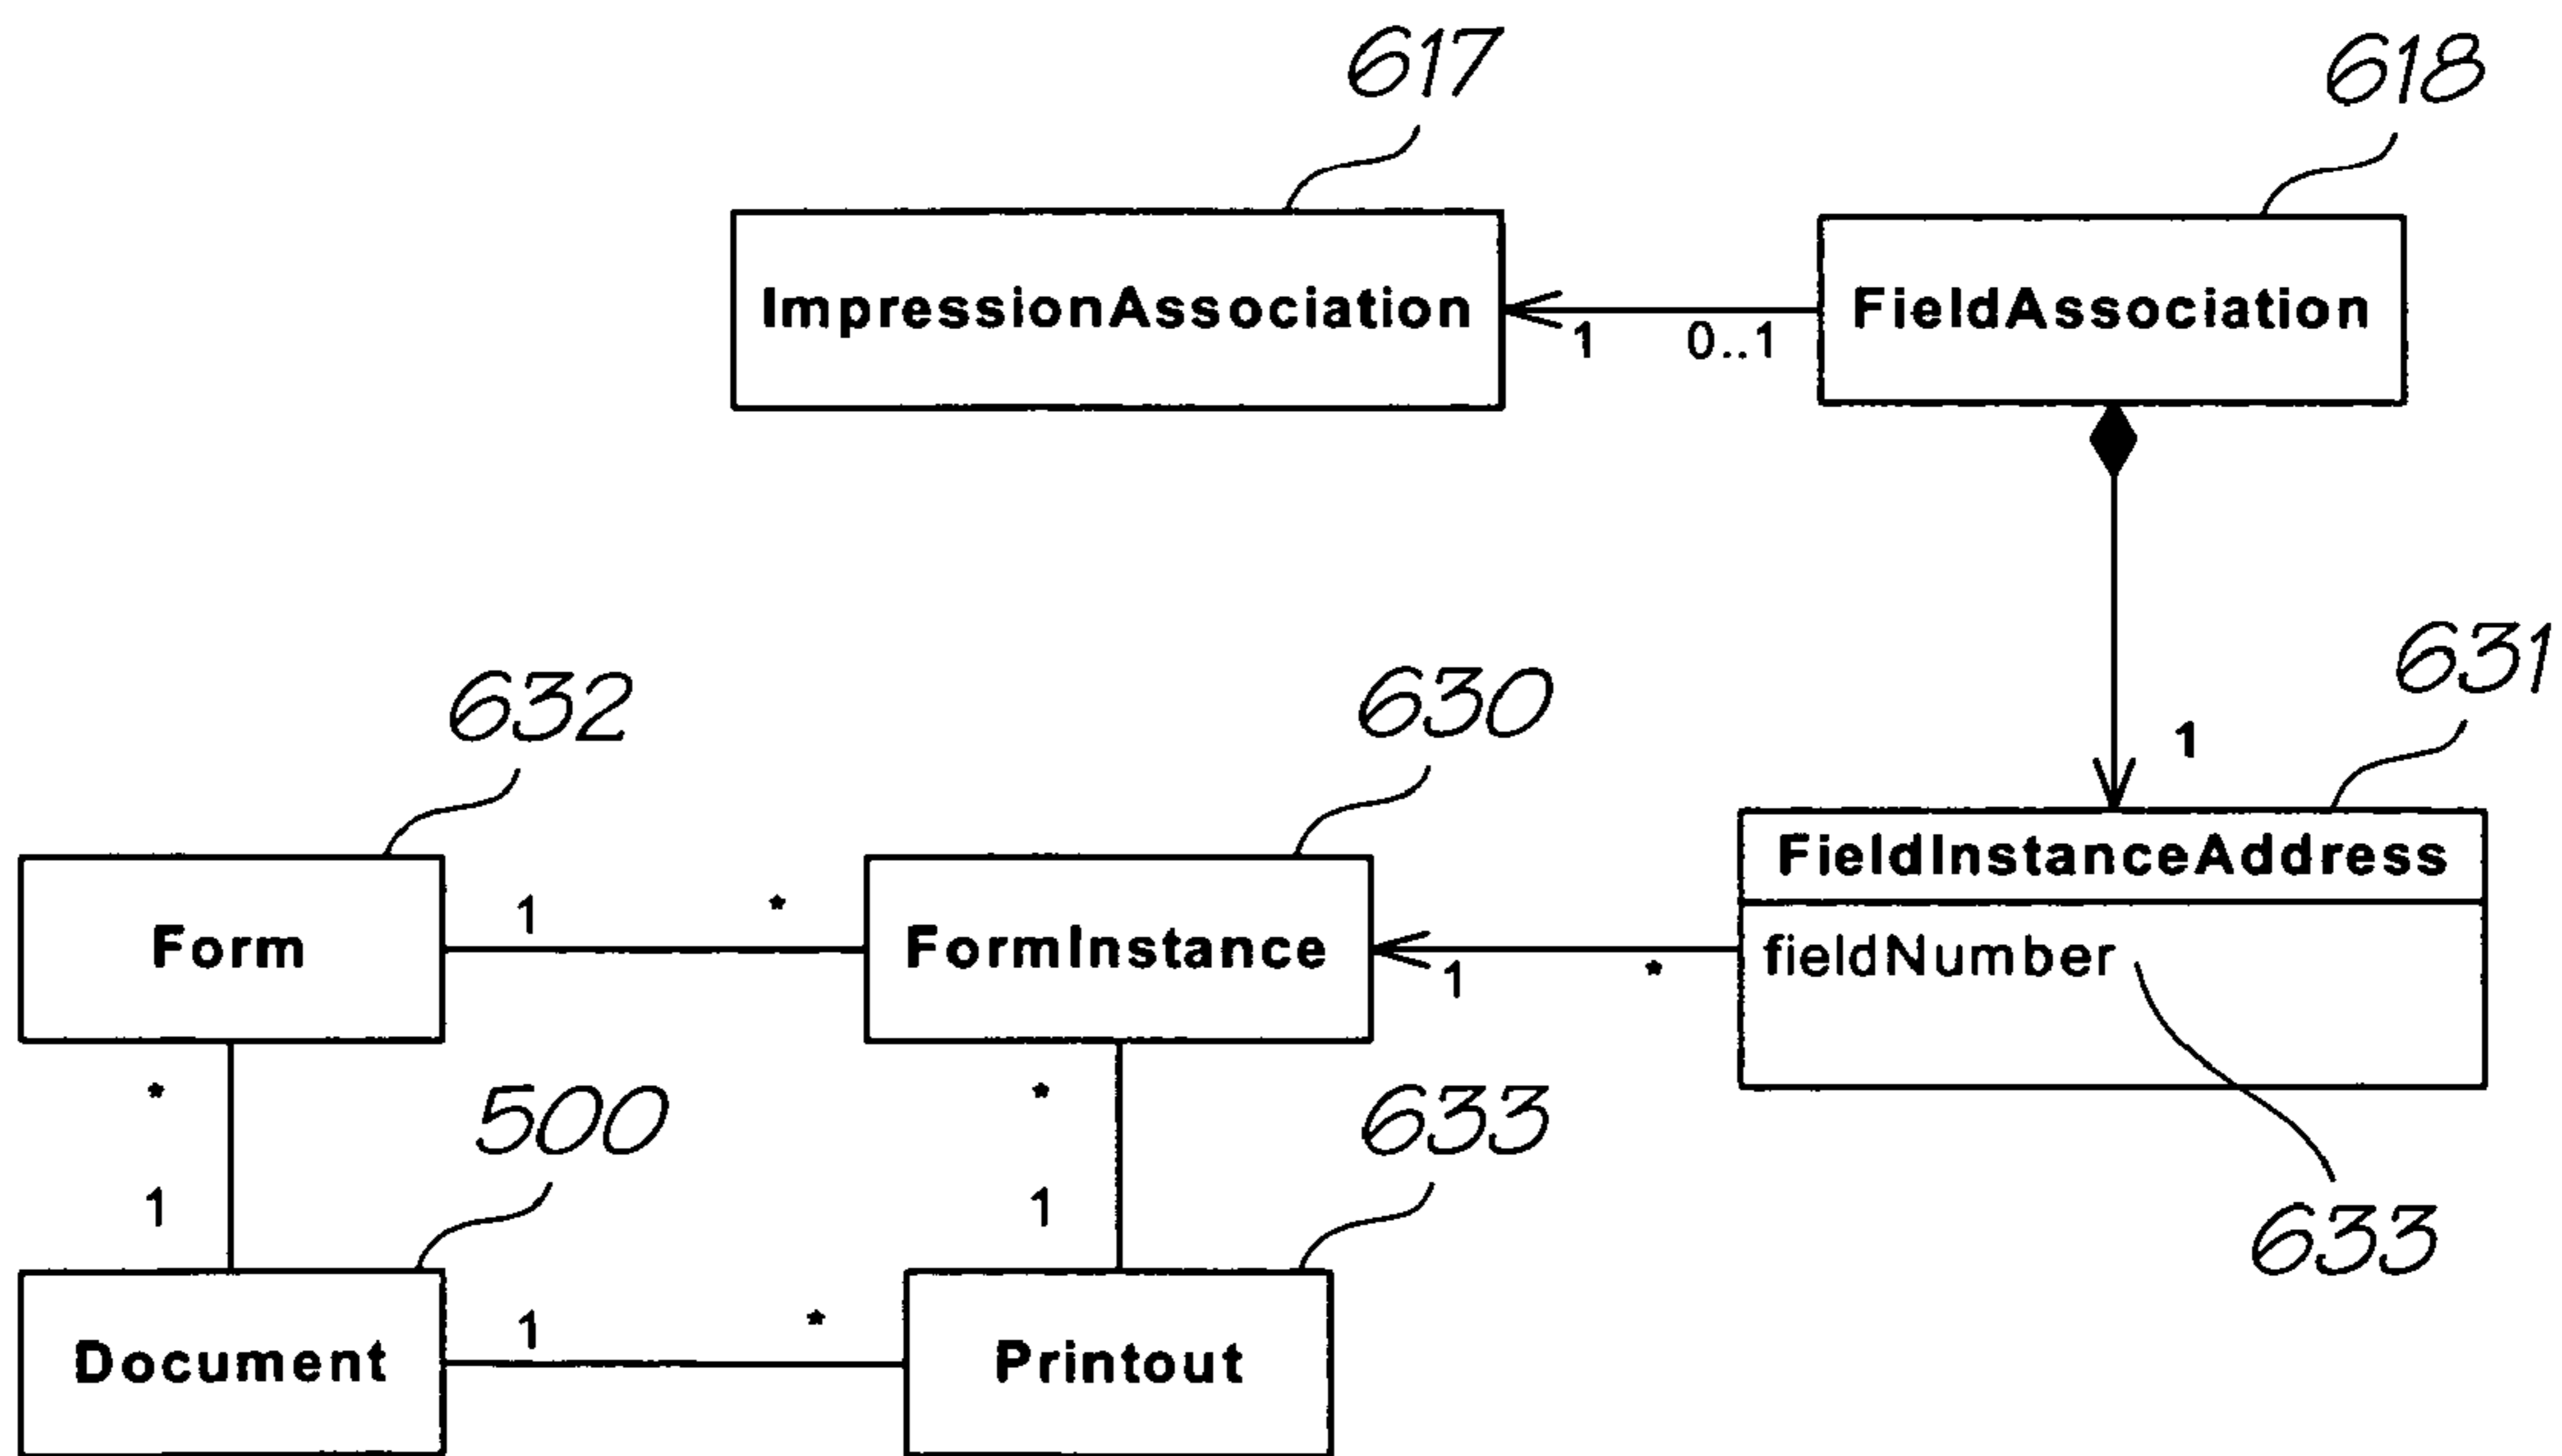 617
618
ImpressionAssociation
FieldAssociation
1
0..1
631
632
630
1
FieldInstanceAddress
1
*
Form
FormInstance
fieldNumber
1
*
*
*
500
633
1
1
633
1
*
Document
Printout